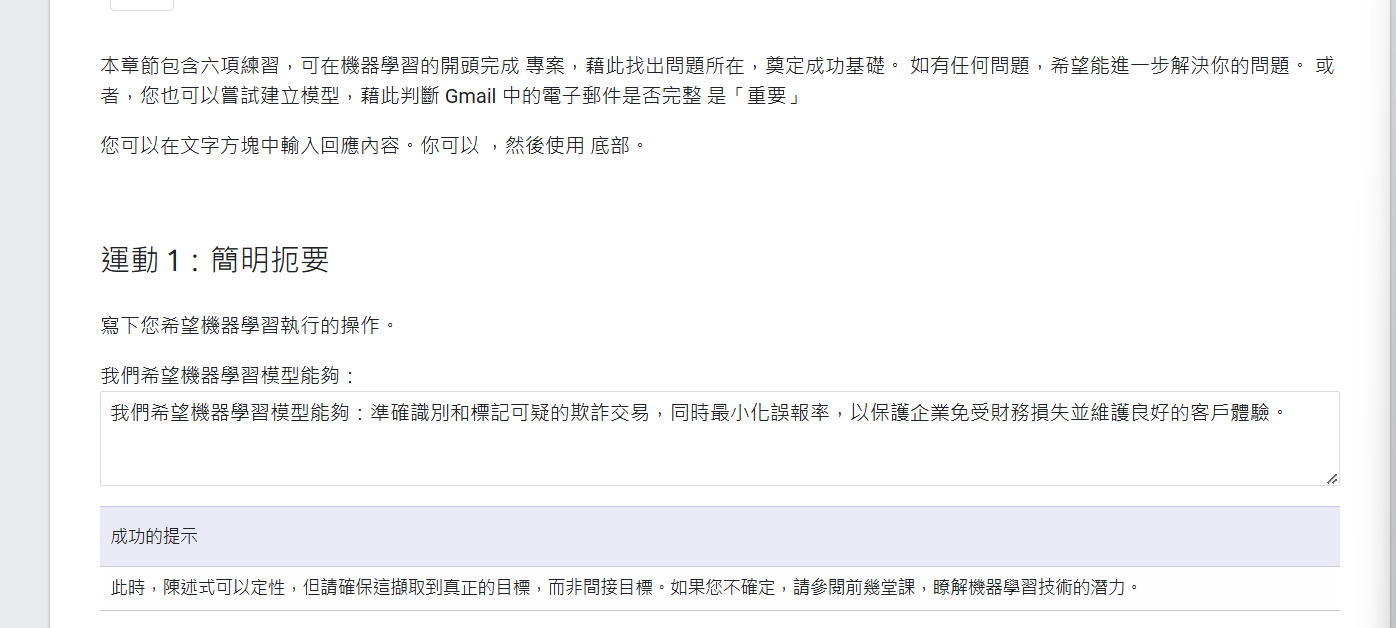 本章節包含六項練習，可在機器學習的開頭完成 專案，藉此找出問題所在，奠定成功基礎。 如有任何問題，希望能進一步解決你的問題。 或
者，您也可以嘗試建立模型，藉此判斷 Gmail 中的電子郵件是否完整 是「重要」
您可以在文字方塊中輸入回應內容。你可以 ，然後使用 底部。
運動 1：簡明扼要
寫下您希望機器學習執行的操作。
我們希望機器學習模型能夠：
我們希望機器學習模型能夠：準確識別和標記可疑的欺詐交易，同時最小化誤報率，以保護企業免受財務損失並維護良好的客戶體驗。
成功的提示
此時，陳述式可以定性，但請確保這擷取到真正的目標，而非間接目標。如果您不確定，請參閱前幾堂課，瞭解機器學習技術的潛力。